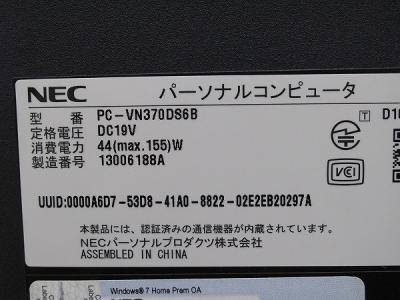 NEC パーソナルコンピュータ
型 番 PC-VN370DS6B T D10
定格電圧 DC19V
消費電力 44(max.155)W
製造番号 13006188A
VCCI
UUID:0000A6D7-53D8-41A0-8822-02E2EB20297A
本製品には、認証済みの通信機器が内蔵されております。
NECパーソナルプロダクツ株式会社
ASSEMBLED IN CHINA
Windows® 7 Home Prem OA